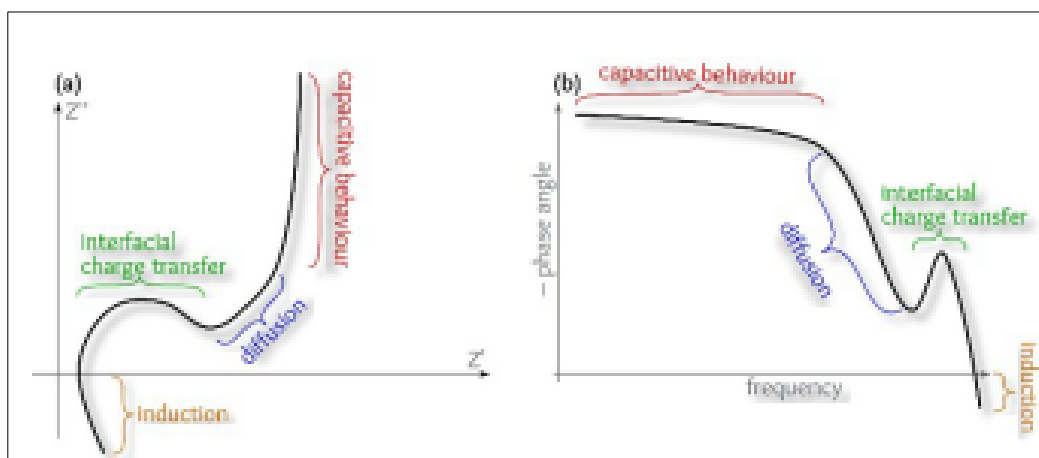 (a)
Z''
capacitive behaviour
interfacial
charge transfer
diffusion
Z'
induction
(b)
capacitive behaviour
– phase angle
interfacial
charge transfer
diffusion
frequency
induction